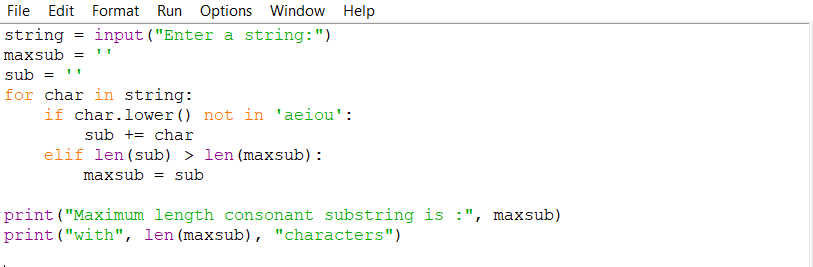 File Edit Format Run Options Window Help
string = input("Enter a string:")
maxsub = ''
sub = ''
for char in string:
    if char.lower() not in 'aeiou':
        sub += char
    elif len(sub) > len(maxsub):
        maxsub = sub

print("Maximum length consonant substring is :", maxsub)
print("with", len(maxsub), "characters")